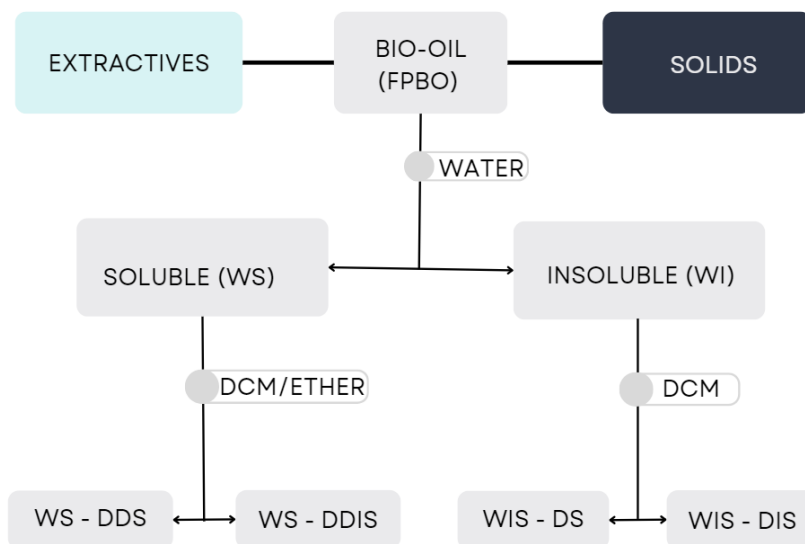 EXTRACTIVES
BIO-OIL
(FPBO)
SOLIDS
WATER
SOLUBLE (WS)
INSOLUBLE (WI)
DCM/ETHER
DCM
WS - DDS
WS - DDIS
WIS - DS
WIS - DIS